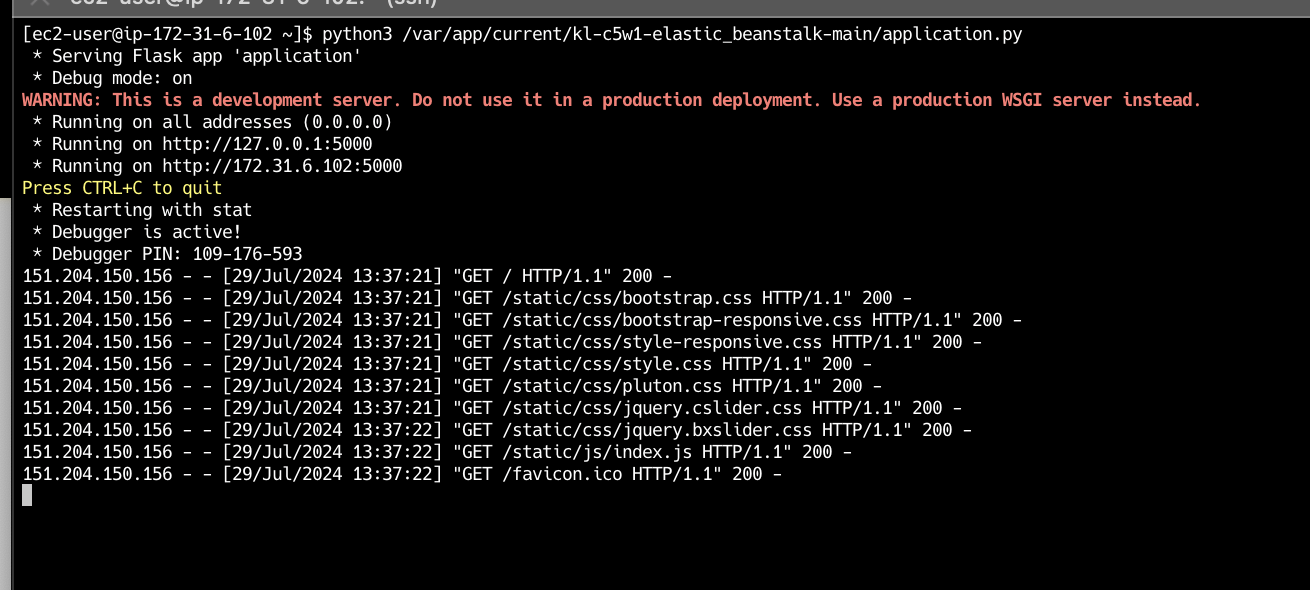 ec2-user@ip-172-31-6-102:~ (ssh)
[ec2-user@ip-172-31-6-102 ~]$ python3 /var/app/current/kl-c5w1-elastic_beanstalk-main/application.py
 * Serving Flask app 'application'
 * Debug mode: on
WARNING: This is a development server. Do not use it in a production deployment. Use a production WSGI server instead.
 * Running on all addresses (0.0.0.0)
 * Running on http://127.0.0.1:5000
 * Running on http://172.31.6.102:5000
Press CTRL+C to quit
 * Restarting with stat
 * Debugger is active!
 * Debugger PIN: 109-176-593
151.204.150.156 - - [29/Jul/2024 13:37:21] "GET / HTTP/1.1" 200 -
151.204.150.156 - - [29/Jul/2024 13:37:21] "GET /static/css/bootstrap.css HTTP/1.1" 200 -
151.204.150.156 - - [29/Jul/2024 13:37:21] "GET /static/css/bootstrap-responsive.css HTTP/1.1" 200 -
151.204.150.156 - - [29/Jul/2024 13:37:21] "GET /static/css/style-responsive.css HTTP/1.1" 200 -
151.204.150.156 - - [29/Jul/2024 13:37:21] "GET /static/css/style.css HTTP/1.1" 200 -
151.204.150.156 - - [29/Jul/2024 13:37:21] "GET /static/css/pluton.css HTTP/1.1" 200 -
151.204.150.156 - - [29/Jul/2024 13:37:21] "GET /static/css/jquery.cslider.css HTTP/1.1" 200 -
151.204.150.156 - - [29/Jul/2024 13:37:22] "GET /static/css/jquery.bxslider.css HTTP/1.1" 200 -
151.204.150.156 - - [29/Jul/2024 13:37:22] "GET /static/js/index.js HTTP/1.1" 200 -
151.204.150.156 - - [29/Jul/2024 13:37:22] "GET /favicon.ico HTTP/1.1" 200 -